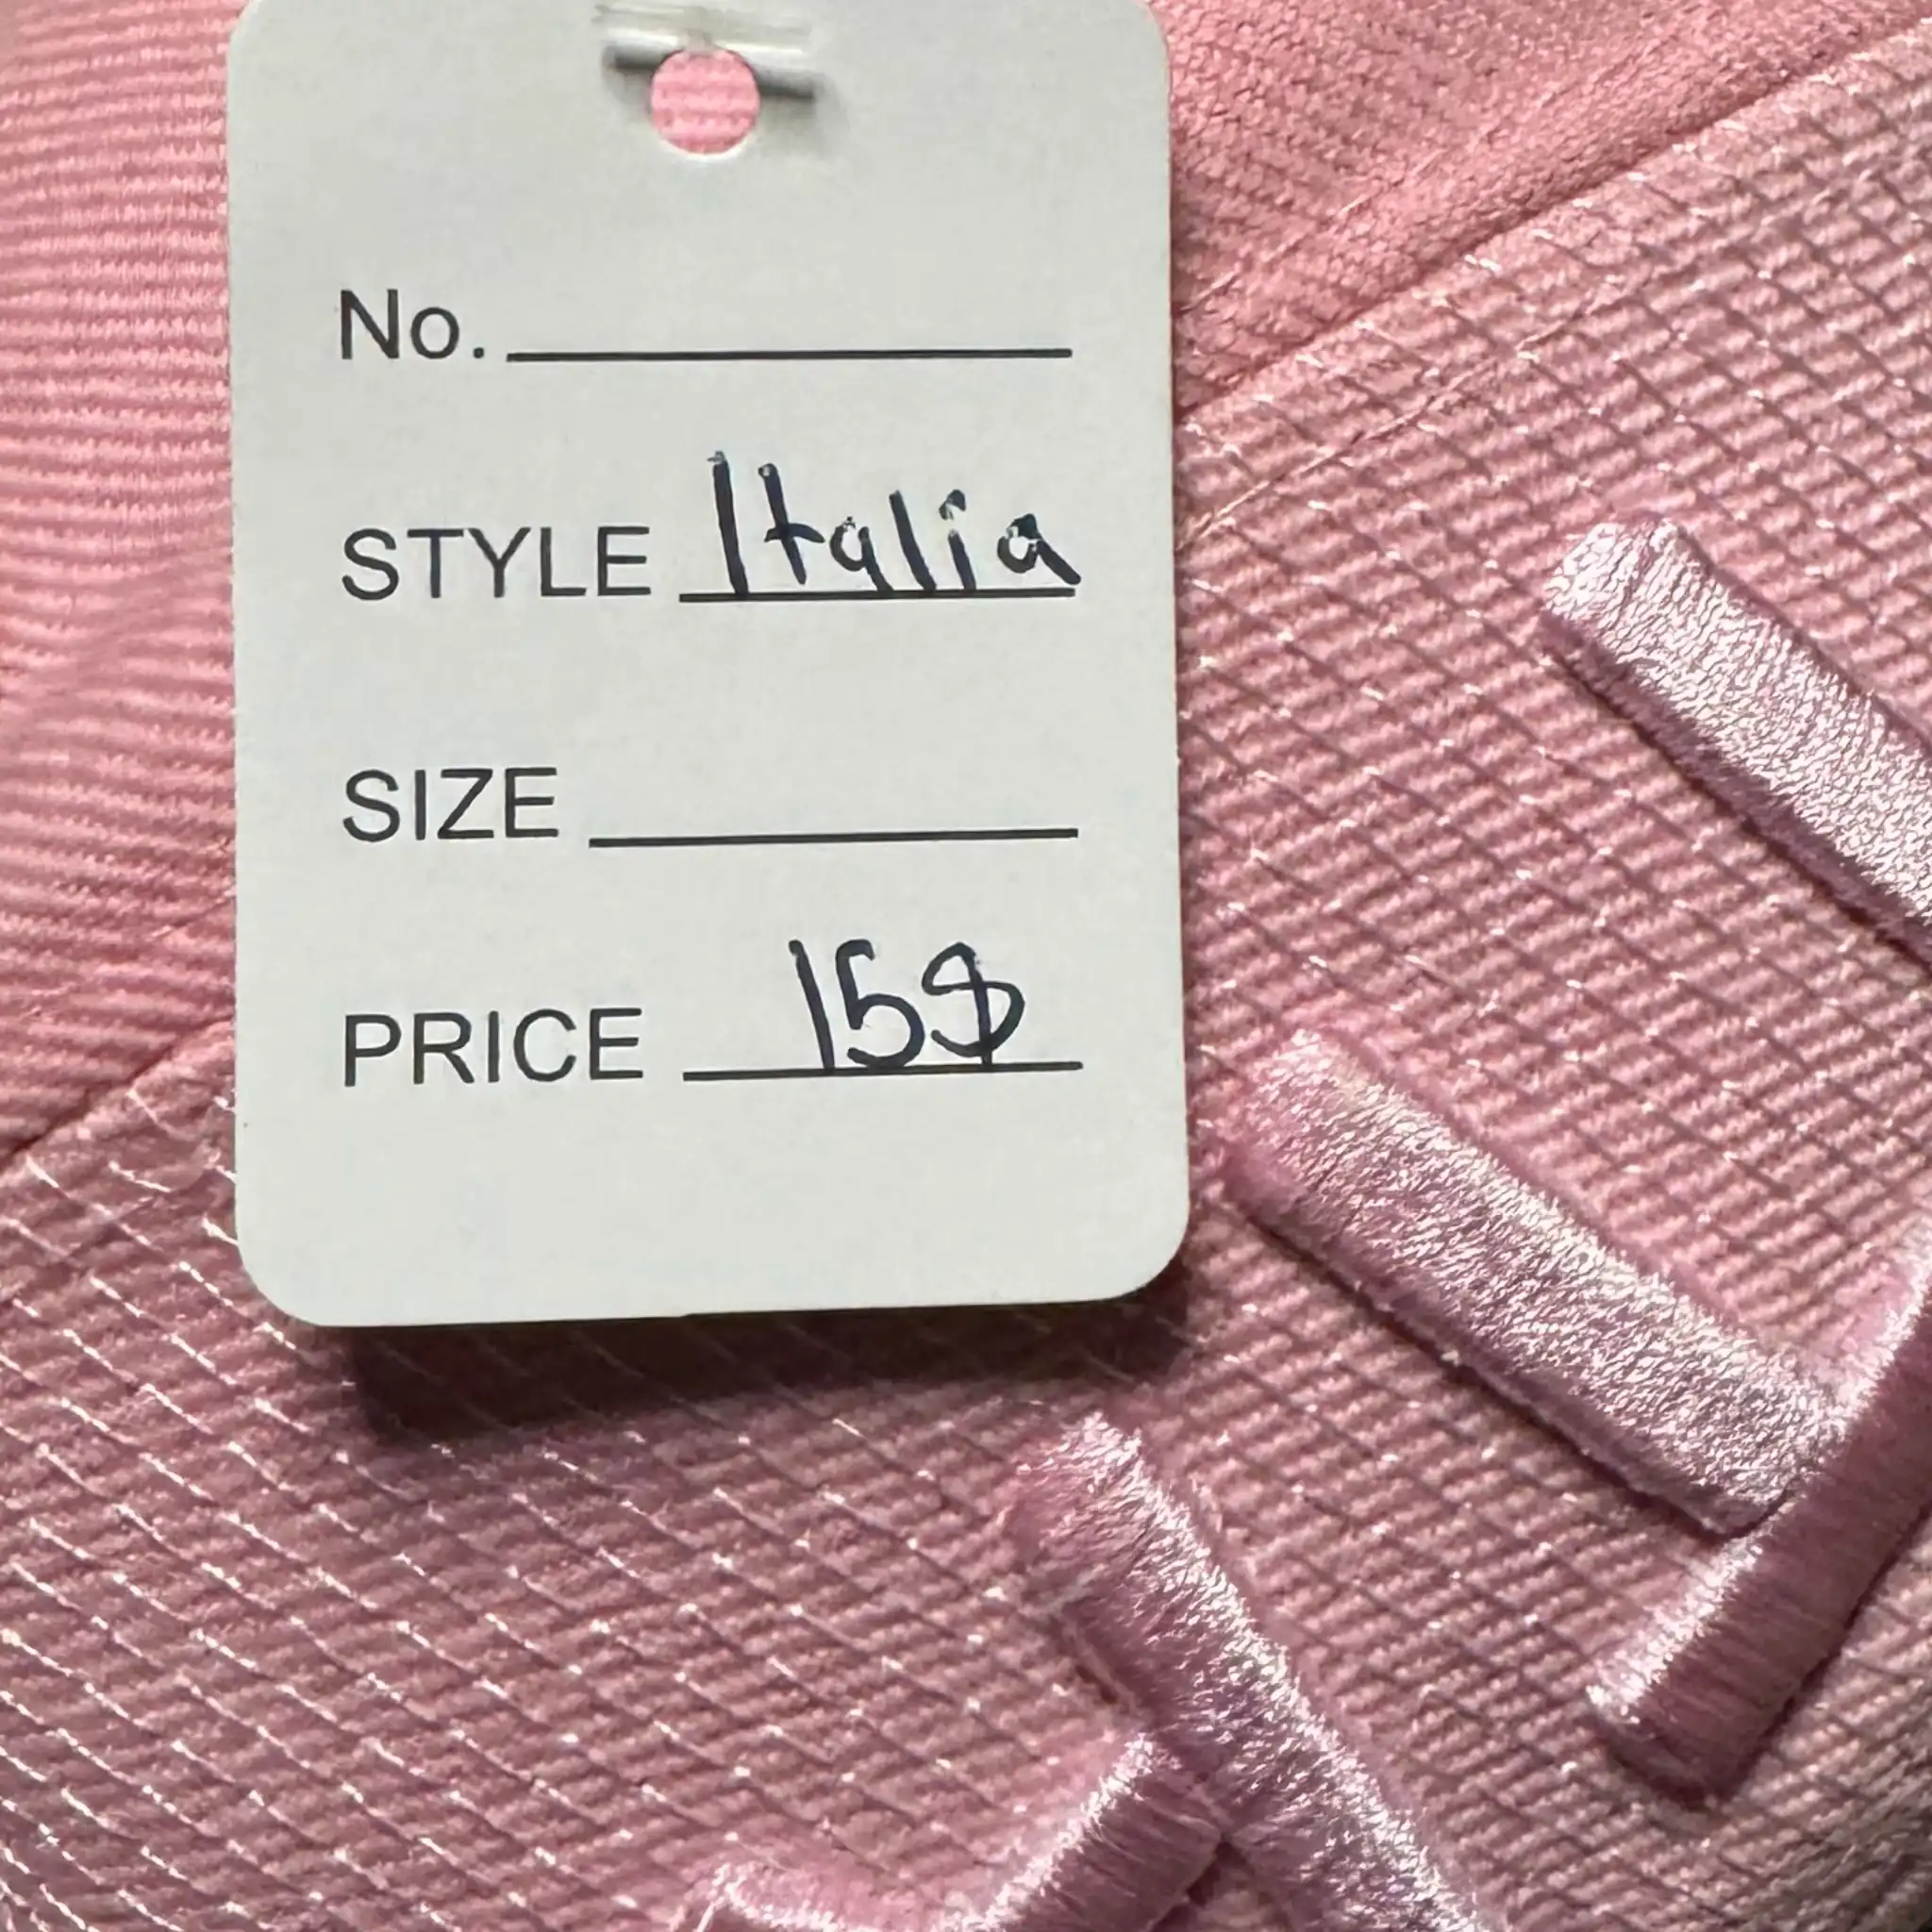 No.
STYLE Italia
SIZE
PRICE 15$